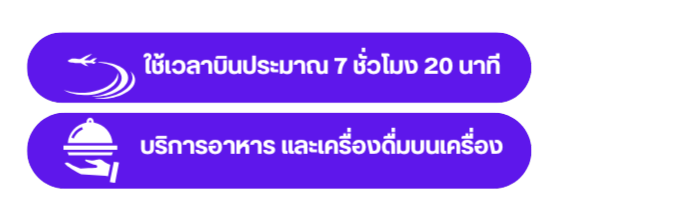 ใช้เวลาบินประมาณ 7 ชั่วโมง 20 นาที
บริการอาหาร และเครื่องดื่มบนเครื่อง